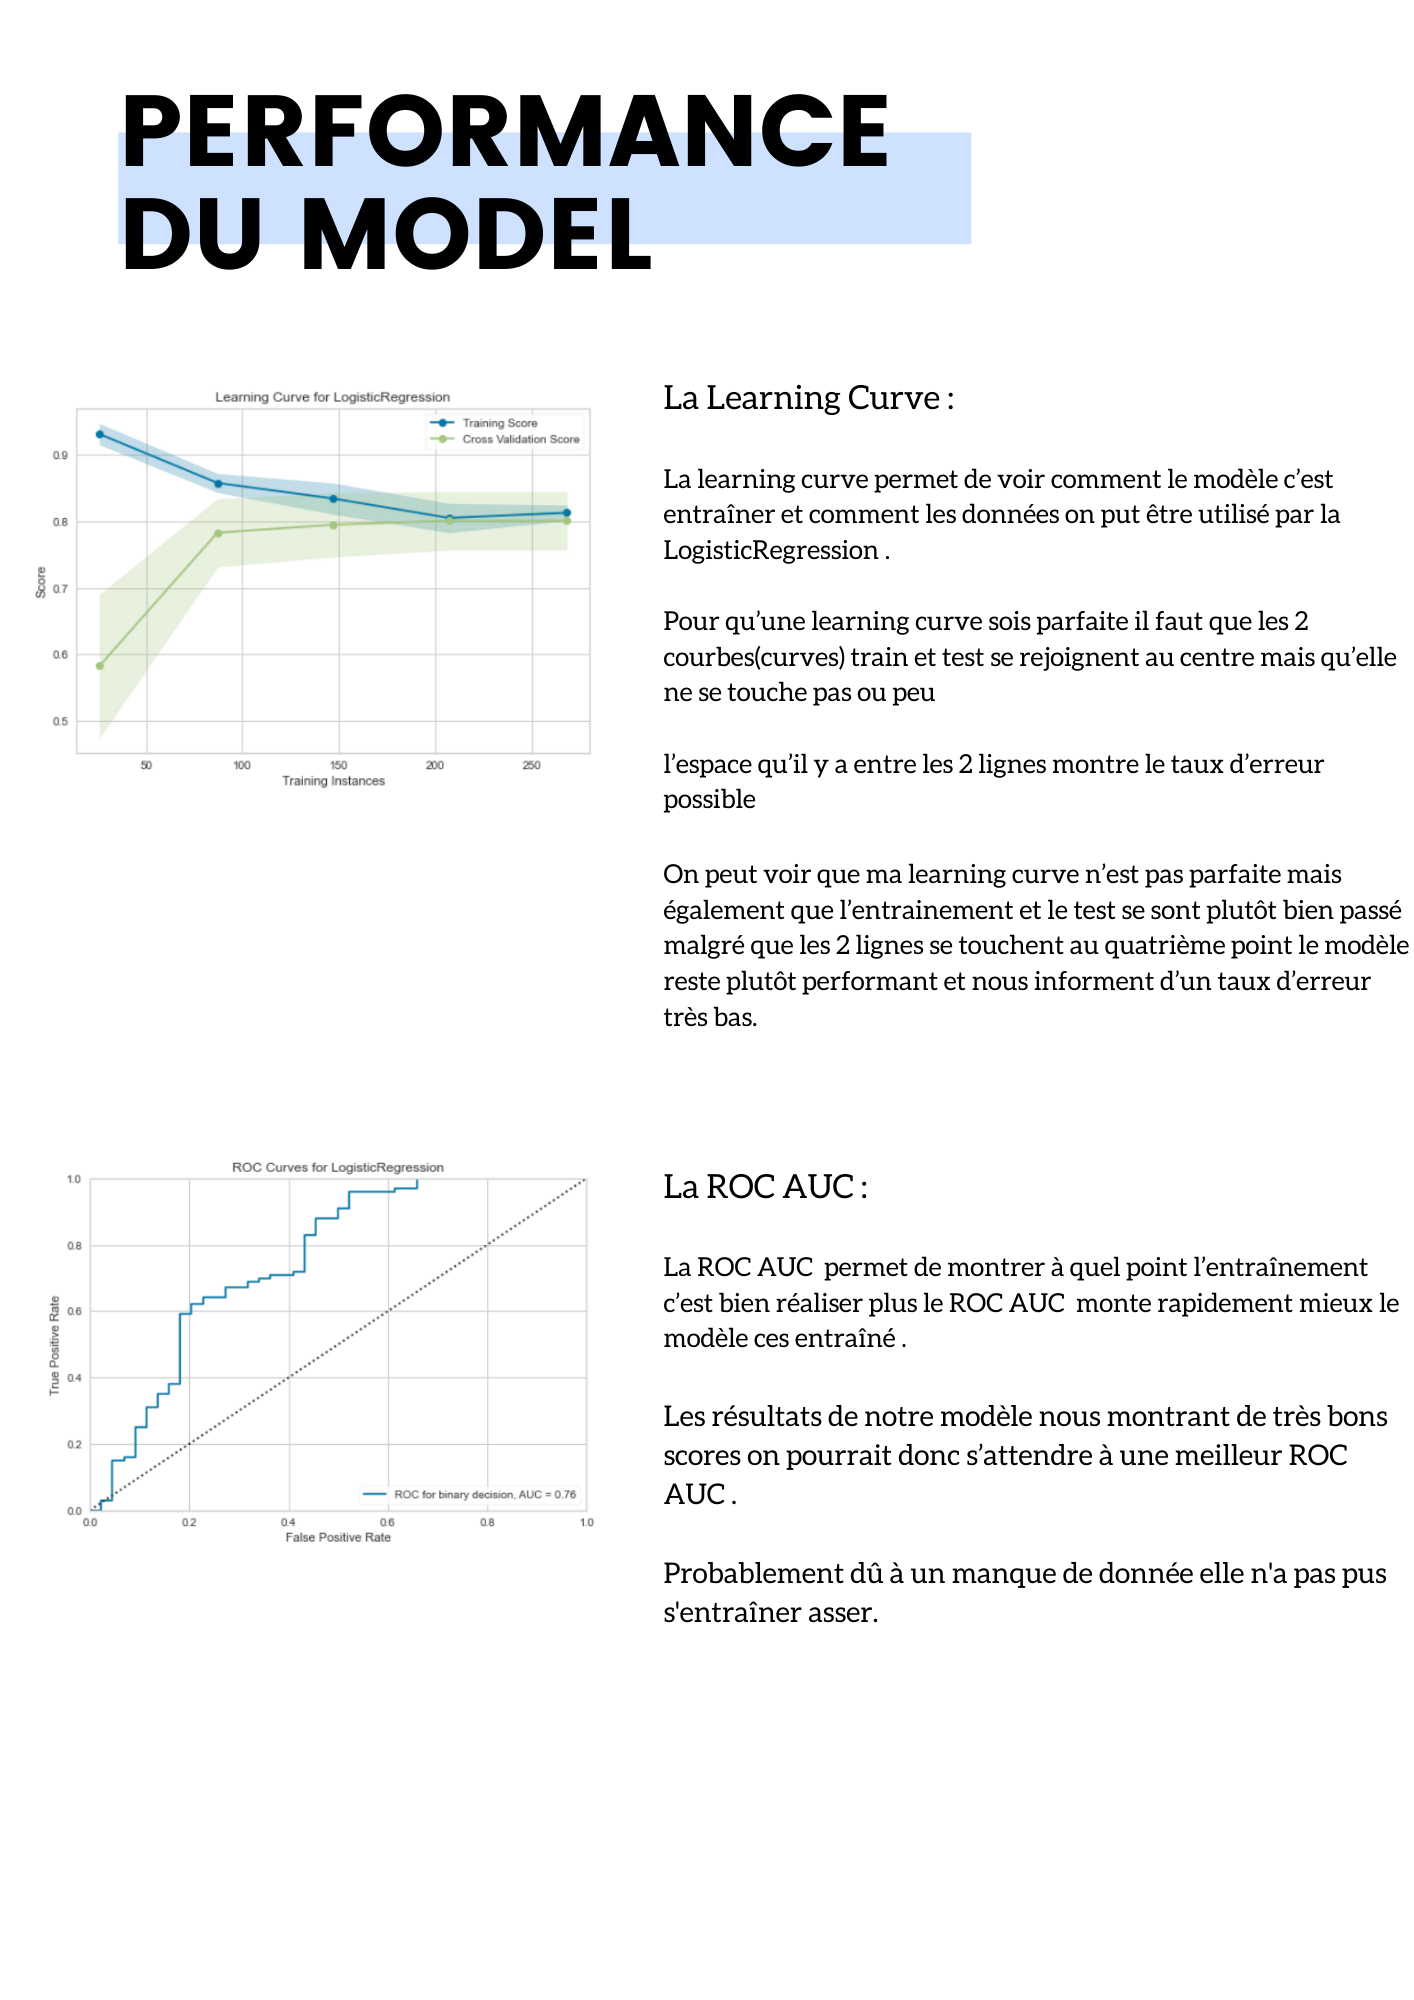 PERFORMANCE
DU MODEL
Learning Curve for LogisticRegression
Training Score
Cross Validation Score
0.9
0.8
0.7
0.6
0.5
Score
50
100
150
200
250
Training Instances
La Learning Curve :
La learning curve permet de voir comment le modèle c’est
entraîner et comment les données on put être utilisé par la
LogisticRegression .
Pour qu’une learning curve sois parfaite il faut que les 2
courbes(curves) train et test se rejoignent au centre mais qu’elle
ne se touche pas ou peu
l’espace qu’il y a entre les 2 lignes montre le taux d’erreur
possible
On peut voir que ma learning curve n’est pas parfaite mais
également que l’entrainement et le test se sont plutôt bien passé
malgré que les 2 lignes se touchent au quatrième point le modèle
reste plutôt performant et nous informent d’un taux d’erreur
très bas.
ROC Curves for LogisticRegression
1.0
0.8
0.6
0.4
0.2
0.0
True Positive Rate
ROC for binary decision, AUC = 0.76
0.0
0.2
0.4
0.6
0.8
1.0
False Positive Rate
La ROC AUC :
La ROC AUC  permet de montrer à quel point l’entraînement
c’est bien réaliser plus le ROC AUC  monte rapidement mieux le
modèle ces entraîné .
Les résultats de notre modèle nous montrant de très bons
scores on pourrait donc s’attendre à une meilleur ROC
AUC .
Probablement dû à un manque de donnée elle n'a pas pus
s'entraîner asser.